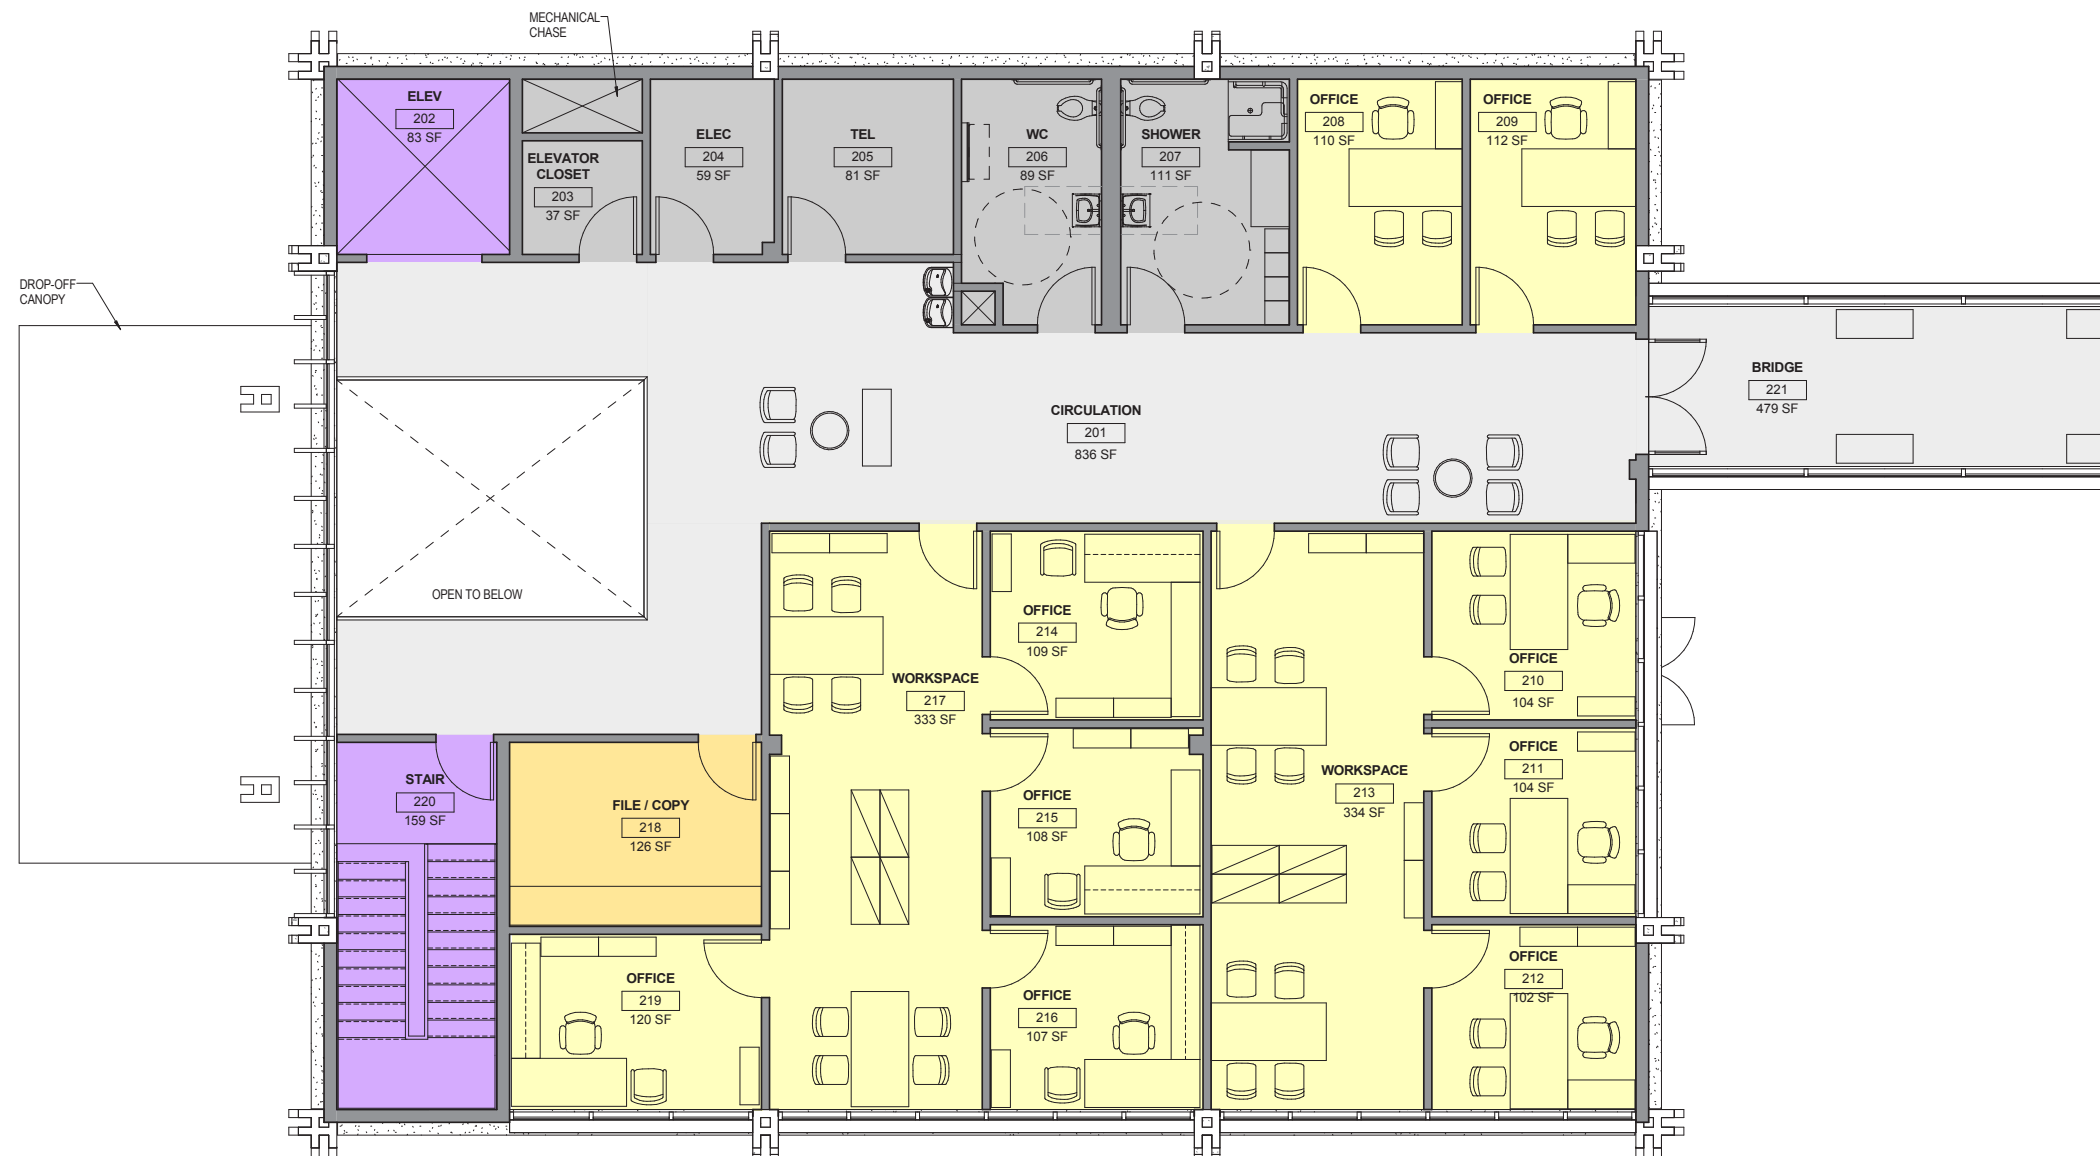 MECHANICAL
CHASE
ELEV
202
83 SF
ELEVATOR
CLOSET
203
37 SF
ELEC
204
59 SF
TEL
205
81 SF
WC
206
89 SF
SHOWER
207
111 SF
OFFICE
208
110 SF
OFFICE
209
112 SF
DROP-OFF
CANOPY
BRIDGE
221
479 SF
CIRCULATION
201
836 SF
OPEN TO BELOW
OFFICE
214
109 SF
WORKSPACE
217
333 SF
OFFICE
210
104 SF
STAIR
220
159 SF
FILE / COPY
218
126 SF
OFFICE
215
108 SF
WORKSPACE
213
334 SF
OFFICE
211
104 SF
OFFICE
219
120 SF
OFFICE
216
107 SF
OFFICE
212
102 SF